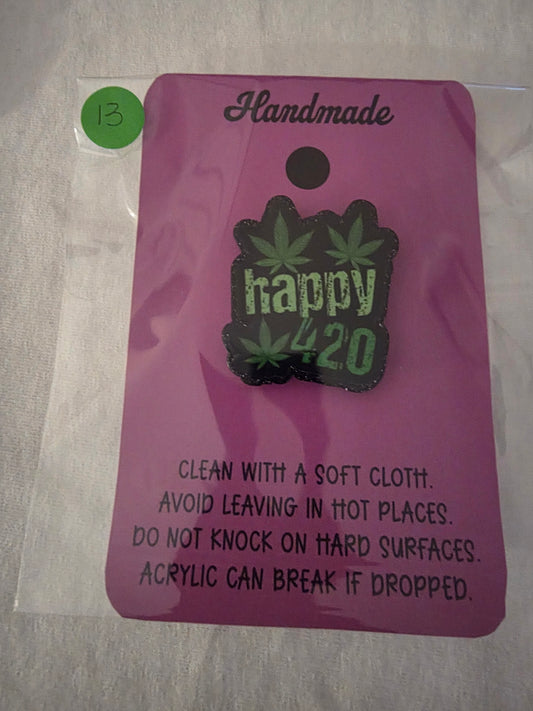 13
Handmade
happy
420
CLEAN WITH A SOFT CLOTH.
AVOID LEAVING IN HOT PLACES.
DO NOT KNOCK ON HARD SURFACES.
ACRYLIC CAN BREAK IF DROPPED.